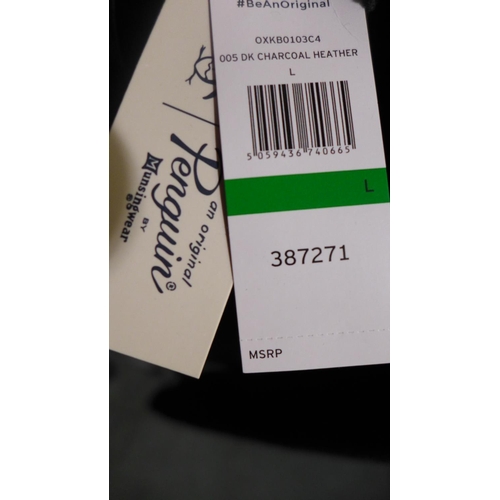 #BeAnOriginal
OXKB0103C4
005 DK CHARCOAL HEATHER
L
5 059436 740665
L
387271
MSRP
an original
Penguin®
BY
Munsingwear